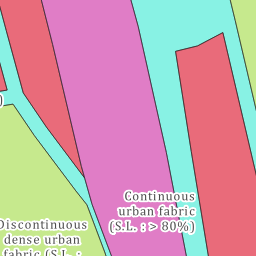 )
Continuous
urban fabric
(S.L. : > 80%)
Discontinuous
dense urban
fabric (S.L. :